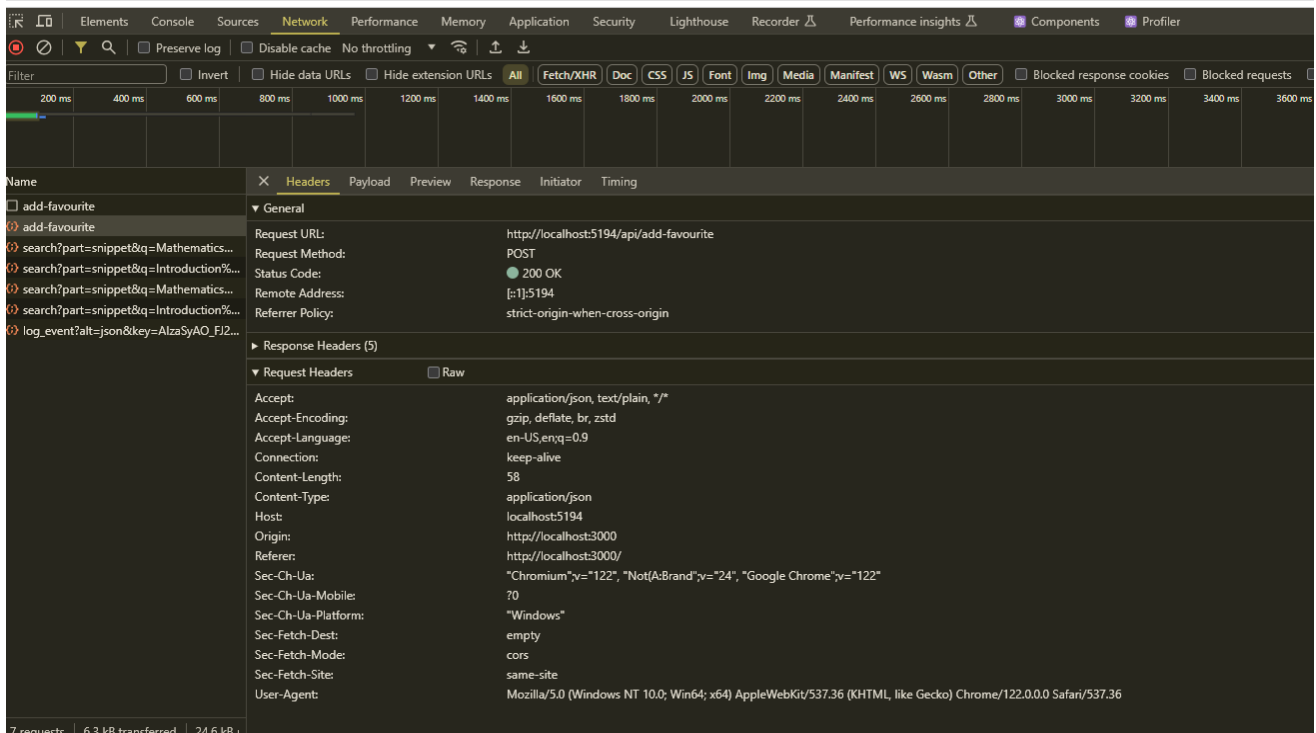 Elements Console Sources Network Performance Memory Application Security Lighthouse Recorder Performance insights Components Profiler
Preserve log Disable cache No throttling
Filter Invert Hide data URLs Hide extension URLs All Fetch/XHR Doc CSS JS Font Img Media Manifest WS Wasm Other Blocked response cookies Blocked requests
200 ms 400 ms 600 ms 800 ms 1000 ms 1200 ms 1400 ms 1600 ms 1800 ms 2000 ms 2200 ms 2400 ms 2600 ms 2800 ms 3000 ms 3200 ms 3400 ms 3600 ms
Name
add-favourite
add-favourite
search?part=snippet&q=Mathematics...
search?part=snippet&q=Introduction%...
search?part=snippet&q=Mathematics...
search?part=snippet&q=Introduction%...
log_event?alt=json&key=AIzaSyAO_FJ2...
7 requests 6.3 kB transferred 24.6 kB
Headers Payload Preview Response Initiator Timing
General
Request URL: http://localhost:5194/api/add-favourite
Request Method: POST
Status Code: 200 OK
Remote Address: [::1]:5194
Referrer Policy: strict-origin-when-cross-origin
Response Headers (5)
Request Headers Raw
Accept: application/json, text/plain, */*
Accept-Encoding: gzip, deflate, br, zstd
Accept-Language: en-US,en;q=0.9
Connection: keep-alive
Content-Length: 58
Content-Type: application/json
Host: localhost:5194
Origin: http://localhost:3000
Referer: http://localhost:3000/
Sec-Ch-Ua: "Chromium";v="122", "Not(A:Brand";v="24", "Google Chrome";v="122"
Sec-Ch-Ua-Mobile: ?0
Sec-Ch-Ua-Platform: "Windows"
Sec-Fetch-Dest: empty
Sec-Fetch-Mode: cors
Sec-Fetch-Site: same-site
User-Agent: Mozilla/5.0 (Windows NT 10.0; Win64; x64) AppleWebKit/537.36 (KHTML, like Gecko) Chrome/122.0.0.0 Safari/537.36